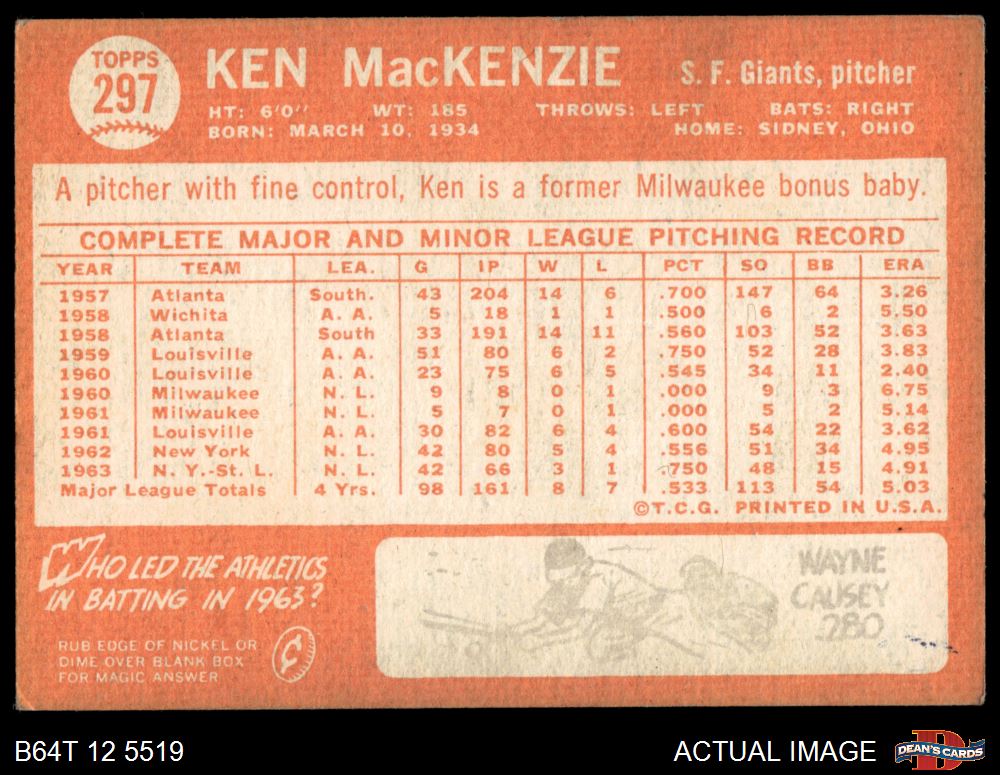 TOPPS
297
KEN MacKENZIE
S. F. Giants, pitcher
HT: 6'0" WT: 185 THROWS: LEFT BATS: RIGHT
BORN: MARCH 10, 1934 HOME: SIDNEY, OHIO
A pitcher with fine control, Ken is a former Milwaukee bonus baby.
COMPLETE MAJOR AND MINOR LEAGUE PITCHING RECORD
YEAR TEAM LEA. G IP W L PCT SO BB ERA
1957 Atlanta South. 43 204 14 6 .700 147 64 3.26
1958 Wichita A. A. 5 18 1 1 .500 6 2 5.50
1958 Atlanta South 33 191 14 11 .560 103 52 3.63
1959 Louisville A. A. 51 80 6 2 .750 52 28 3.83
1960 Louisville A. A. 23 75 6 5 .545 34 11 2.40
1960 Milwaukee N. L. 9 8 0 1 .000 9 3 6.75
1961 Milwaukee N. L. 5 7 0 1 .000 5 2 5.14
1961 Louisville A. A. 30 82 6 4 .600 54 22 3.62
1962 New York N. L. 42 80 5 4 .556 51 34 4.95
1963 N. Y.-St. L. N. L. 42 66 3 1 .750 48 15 4.91
Major League Totals 4 Yrs. 98 161 8 7 .533 113 54 5.03
©T.C.G. PRINTED IN U.S.A.
WHO LED THE ATHLETICS
IN BATTING IN 1963?
RUB EDGE OF NICKEL OR
DIME OVER BLANK BOX
FOR MAGIC ANSWER
¢
WAYNE
CAUSEY
.280
B64T 12 5519
ACTUAL IMAGE
D
DEAN'S CARDS